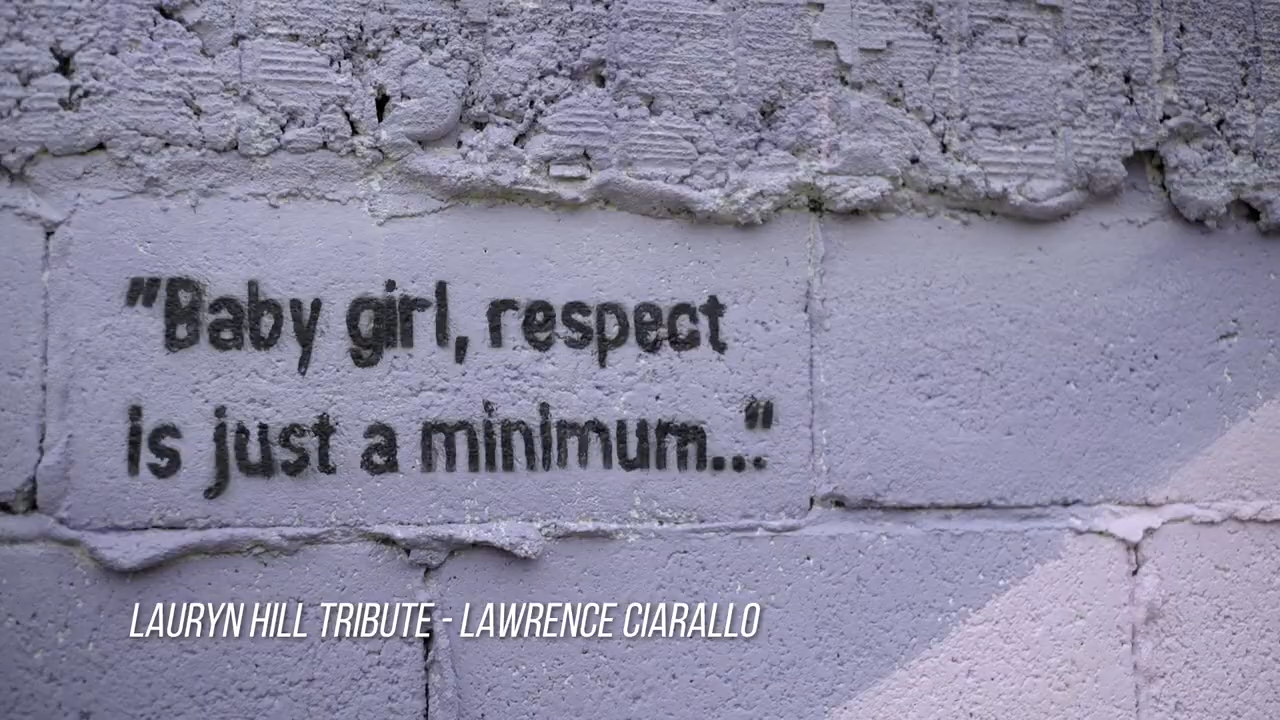 "Baby girl, respect
is just a minimum..."
LAURYN HILL TRIBUTE - LAWRENCE CIARALLO